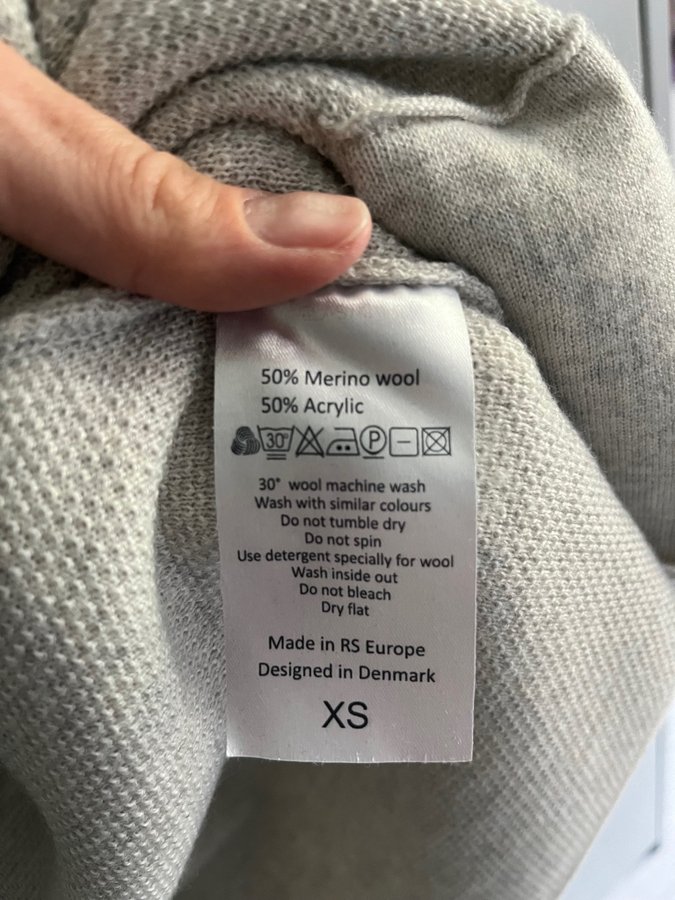 50% Merino wool
50% Acrylic
30° P
30° wool machine wash
Wash with similar colours
Do not tumble dry
Do not spin
Use detergent specially for wool
Wash inside out
Do not bleach
Dry flat
Made in RS Europe
Designed in Denmark
XS